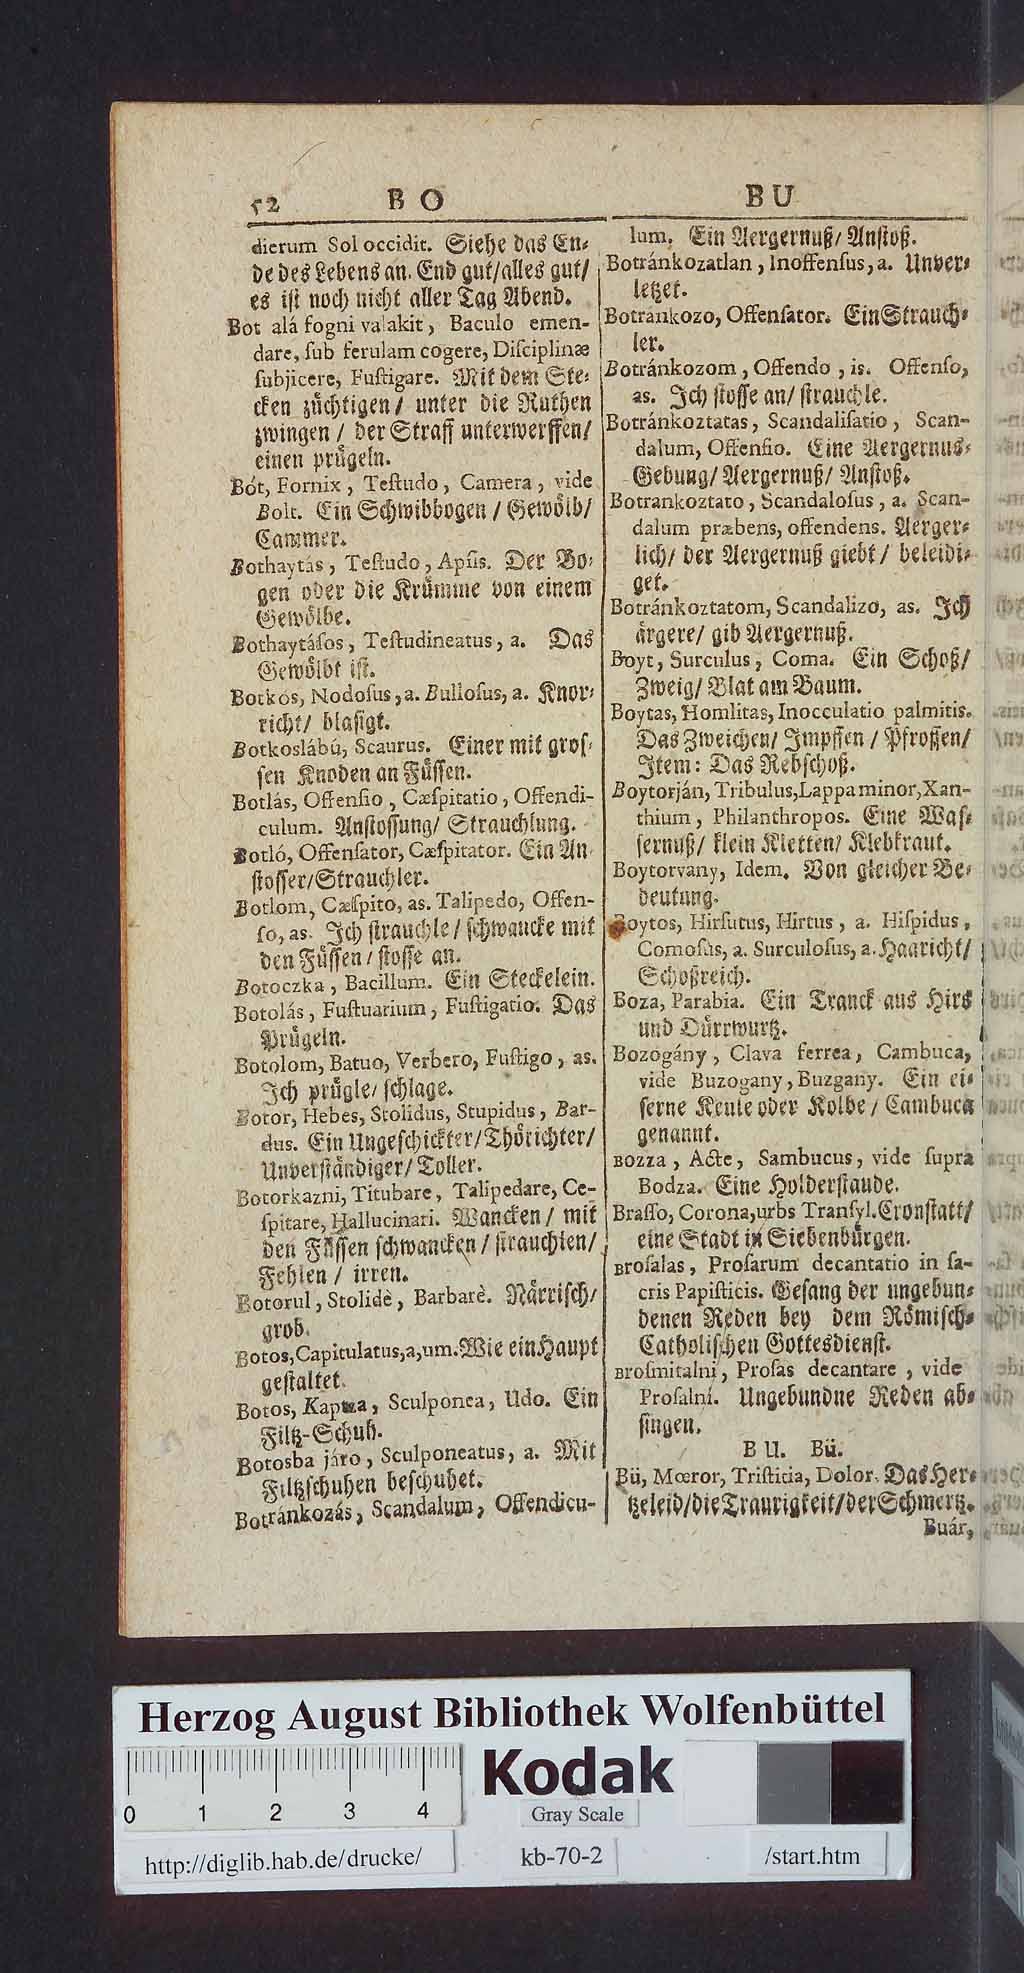 52 BO
dierum Sol occidit. Siehe das En⸗
de des Lebens an. End gut/alles gut/
es ist noch nicht aller Tag Abend.
Bot alá fogni valakit, Baculo emen-
dare, ſub ferulam cogere, Diſciplinæ
ſubjicere, Fuſtigare. Mit dem Ste⸗
cken züchtigen/ unter die Ruthen
zwingen / der Straff unterwerffen/
einen prügeln.
Bót, Fornix, Teſtudo, Camera, vide
Bolt. Ein Schwibbogen / Gewölb/
Cammer.
Bothaytás, Teſtudo, Apſis. Der Bo⸗
gen oder die Krümme von einem
Gewölbe.
Bothaytáſos, Teſtudineatus, a. Das
Gewölbt iſt.
Botkos, Nodoſus, a. Bulloſus, a. Knor⸗
richt/ blaſigt.
Botkoslábú, Scaurus. Einer mit groſ⸗
ſen Knoden an Füſſen.
Botlás, Offenſio, Cæſpitatio, Offendi-
culum. Anſtoſſung/ Strauchlung.
Botló, Offenſator, Cæſpitator. Ein An⸗
ſtoſſer/Strauchler.
Botlom, Cæſpito, as. Talipedo, Offen-
ſo, as. Ich ſtrauchle / ſchwancke mit
den Füſſen / ſtoſſe an.
Botoczka, Bacillum. Ein Steckelein.
Botolás, Fuſtuarium, Fuſtigatio. Das
Prügeln.
Botolom, Batuo, Verbero, Fuſtigo, as.
Ich prügle/ ſchlage.
Botor, Hebes, Stolidus, Stupidus, Bar-
dus. Ein Ungeſchickter/Thörichter/
Unverſtändiger/ Toller.
Botorkazni, Titubare, Talipedare, Ce-
ſpitare, Hallucinari. Wancken/ mit
den Füſſen ſchwancken / ſtrauchlen/
Fehlen / irren.
Botorul, Stolidè, Barbarè. Närriſch/
grob.
Botos, Capitulatus,a,um. Wie ein Haupt
geſtaltet.
Botos, Kaptza, Sculponea, Udo. Ein
Filtz-Schuh.
Botosba járo, Sculponeatus, a. Mit
Filtzſchuhen beſchuhet.
Botránkozás, Scandalum, Offendicu-
BU
lum. Ein Aergernuß/ Anſtoß.
Botránkozatlan, Inoffenſus, a. Unver⸗
letzet.
Botránkozo, Offenſator. Ein Strauch⸗
ler.
Botránkozom, Offendo, is. Offenſo,
as. Ich ſtoſſe an/ ſtrauchle.
Botránkoztatas, Scandaliſatio, Scan-
dalum, Offenſio. Eine Aergernus⸗
Gebung/ Aergernuß/ Anſtoß.
Botrankoztato, Scandaloſus, a. Scan-
dalum præbens, offendens. Aerger⸗
lich/ der Aergernuß giebt / beleidi⸗
get.
Botránkoztatom, Scandalizo, as. Ich
ärgere/ gib Aergernuß.
Boyt, Surculus, Coma. Ein Schoß/
Zweig/ Blat am Baum.
Boytas, Homlitas, Inocculatio palmitis.
Das Zweichen/ Impffen / Pfroſſen/
Item: Das Rebſchoß.
Boytorján, Tribulus, Lappa minor, Xan-
thium, Philanthropos. Eine Waſ⸗
ſernuß/ klein Kletten/ Klebkraut.
Boytorvany, Idem. Von gleicher Be⸗
deutung.
Boytos, Hirſutus, Hirtus, a. Hiſpidus,
Comoſus, a. Surculoſus, a. Haaricht/
Schoßreich.
Boza, Parabia. Ein Tranck aus Hirs
und Dürrwurtz.
Bozogány, Clava ferrea, Cambuca,
vide Buzogany, Buzgany. Ein ei⸗
ſerne Keule oder Kolbe / Cambuca
genannt.
Bozza, Acte, Sambucus, vide ſupra
Bodza. Eine Holderſtaude.
Braſſo, Corona, urbs Tranſyl. Cronſtatt/
eine Stadt in Siebenbürgen.
Broſalas, Proſarum decantatio in ſa-
cris Papiſticis. Geſang der ungebun⸗
denen Reden bey dem Römiſch⸗
Catholiſchen Gottesdienſt.
Broſmitalni, Proſas decantare, vide
Proſalní. Ungebundne Reden ab⸗
ſingen.
BU. Bü.
Bü, Mœror, Triſticia, Dolor. Das Her⸗
tzeleid/die Traurigkeit/der Schmertz.
Buár,
Herzog August Bibliothek Wolfenbüttel
0 1 2 3 4
Kodak
Gray Scale
http://diglib.hab.de/drucke/ kb-70-2 /start.htm